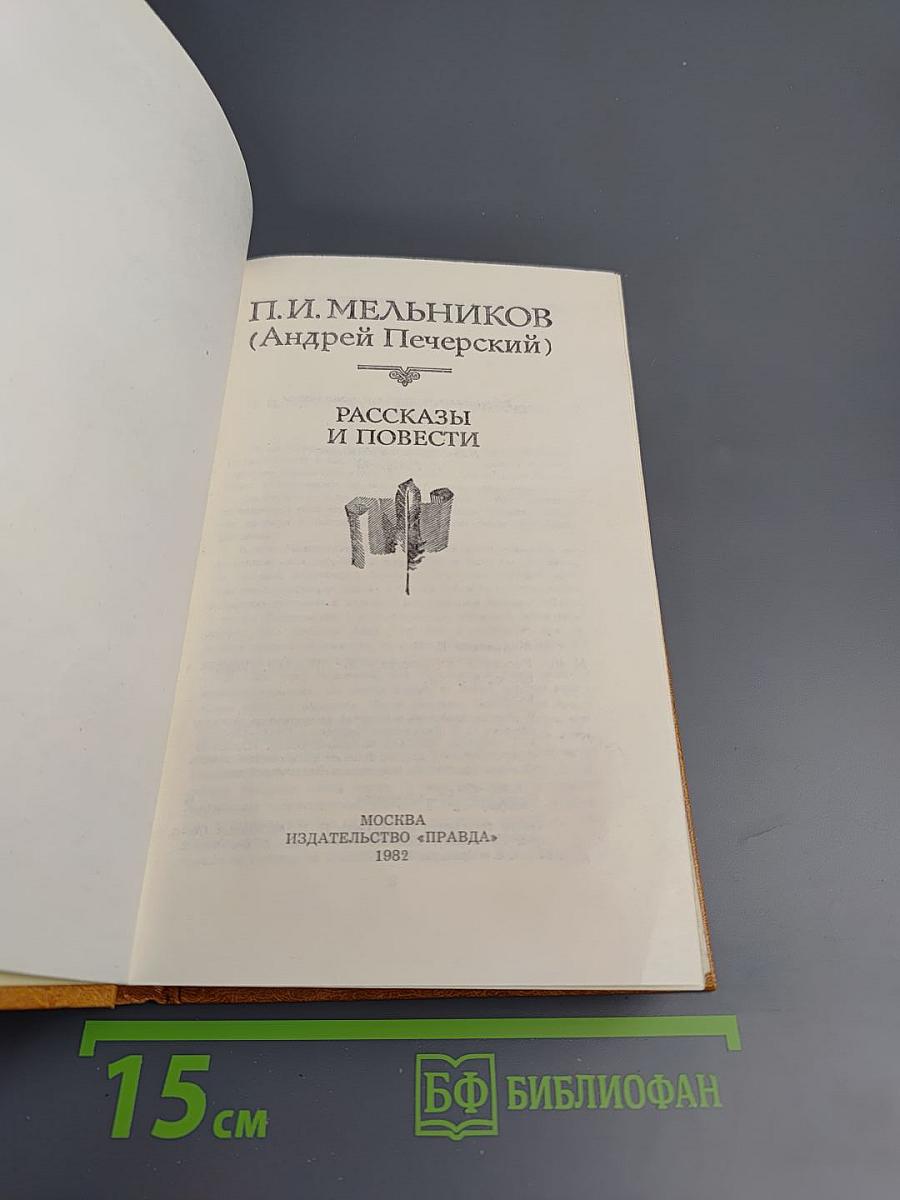 П.И. МЕЛЬНИКОВ
(Андрей Печерский)
РАССКАЗЫ
И ПОВЕСТИ
МОСКВА
ИЗДАТЕЛЬСТВО «ПРАВДА»
1982
15 см
БФ БИБЛИОФАН